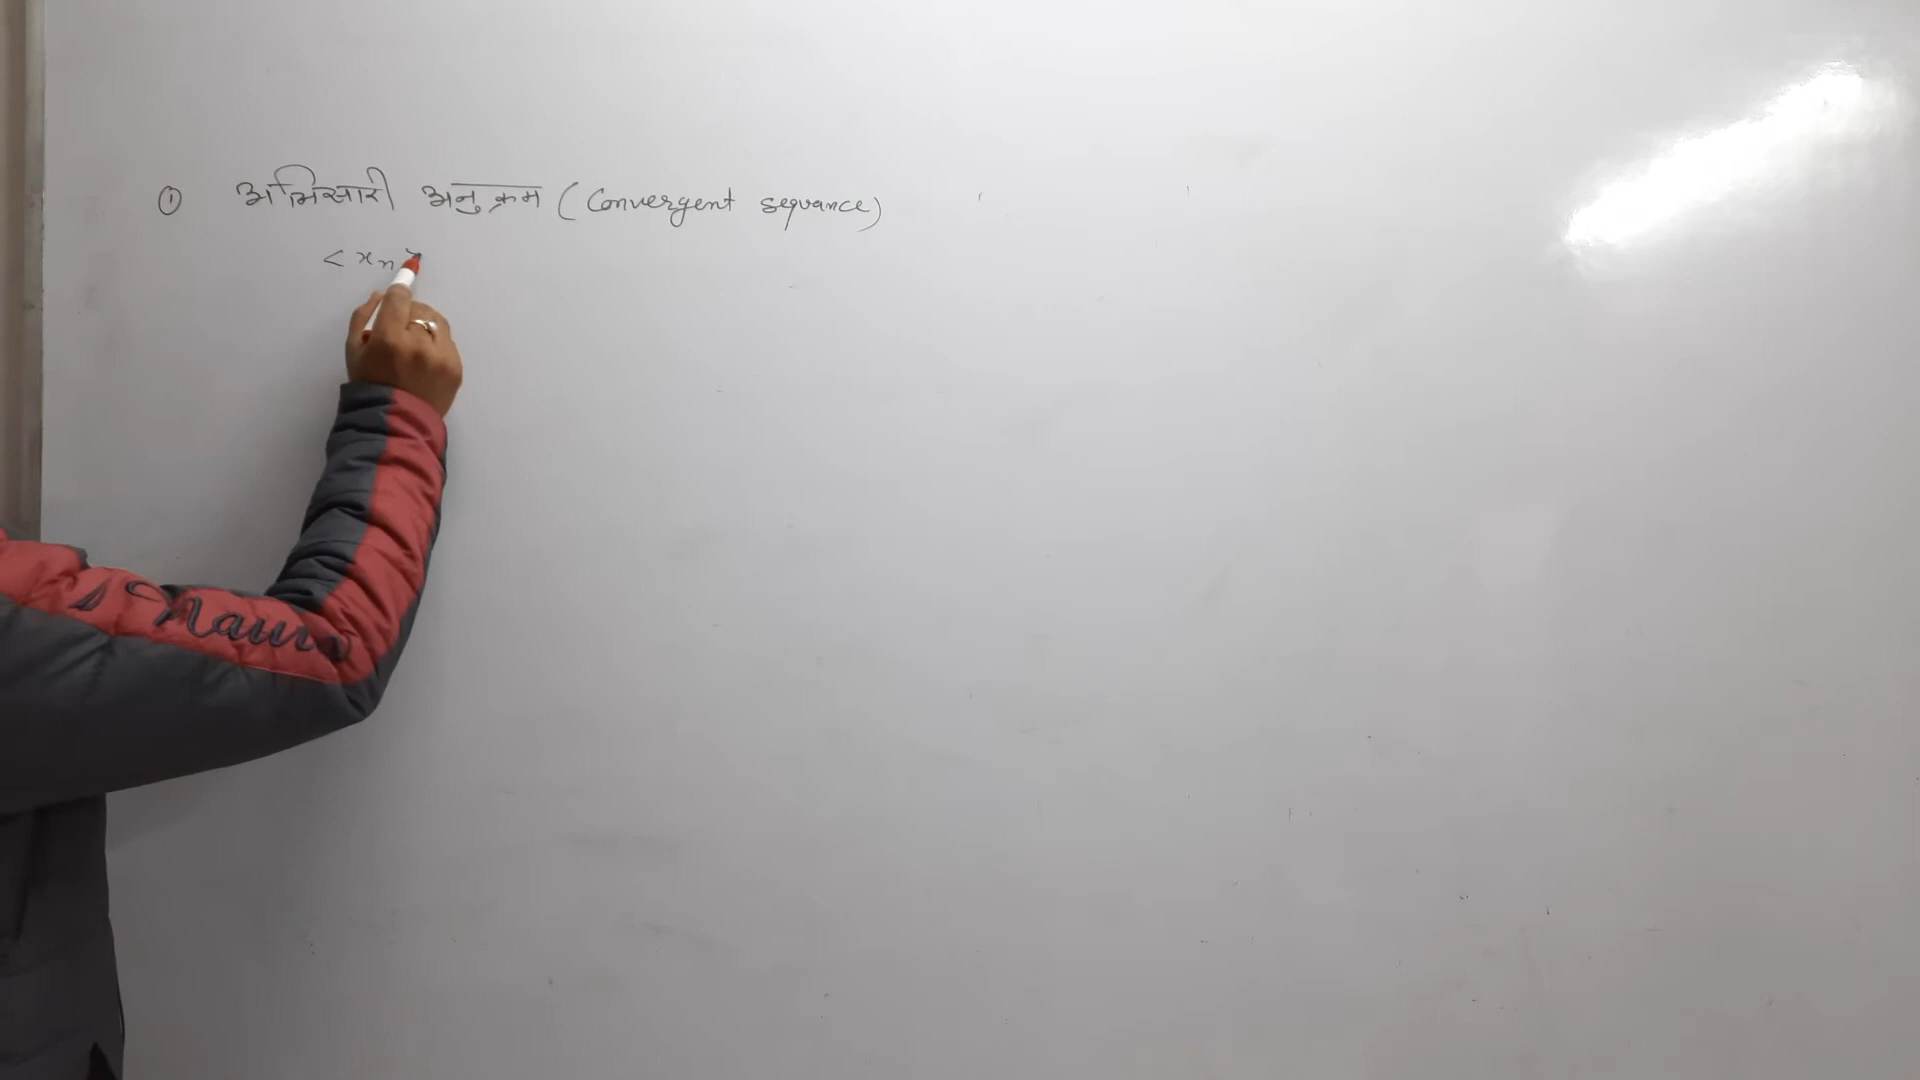 ① अभिसारी अनुक्रम (Convergent sequance)
< xn >